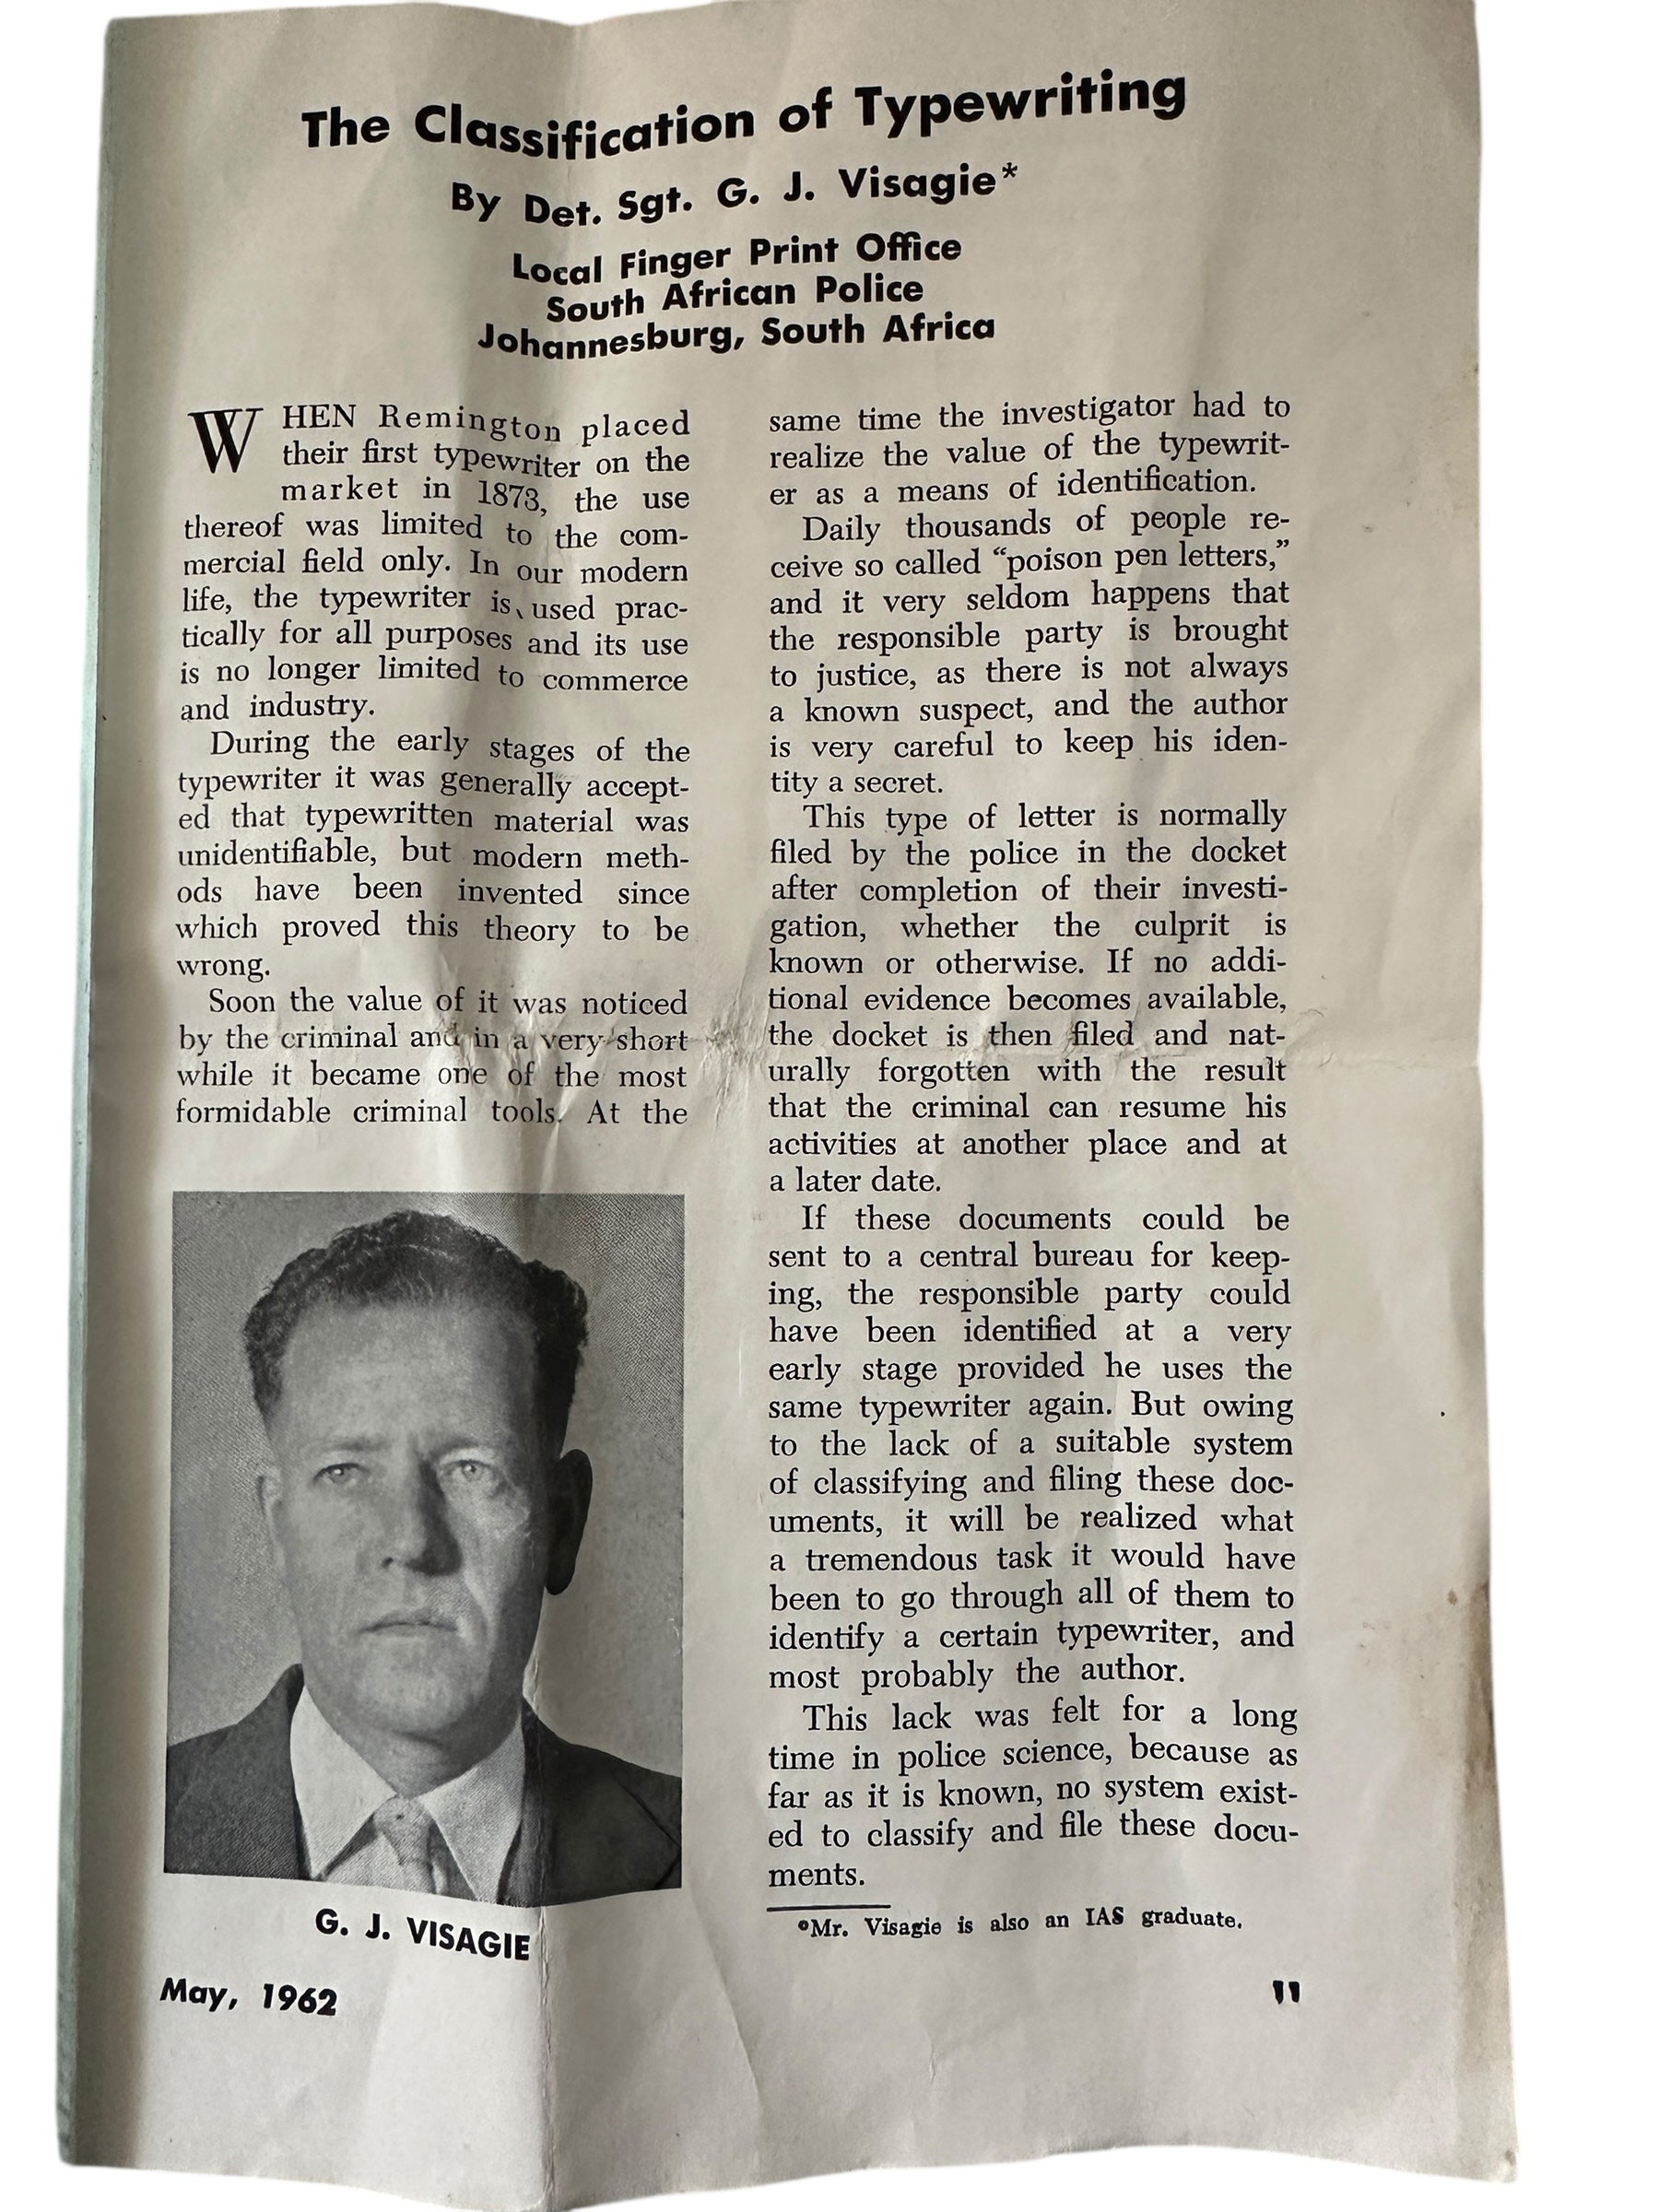 The Classification of Typewriting
By Det. Sgt. G. J. Visagie*
Local Finger Print Office
South African Police
Johannesburg, South Africa
WHEN Remington placed
their first typewriter on the
market in 1873, the use
thereof was limited to the com-
mercial field only. In our modern
life, the typewriter is used prac-
tically for all purposes and its use
is no longer limited to commerce
and industry.
During the early stages of the
typewriter it was generally accept-
ed that typewritten material was
unidentifiable, but modern meth-
ods have been invented since
which proved this theory to be
wrong.
Soon the value of it was noticed
by the criminal and in a very short
while it became one of the most
formidable criminal tools. At the
G. J. VISAGIE
May, 1962
same time the investigator had to
realize the value of the typewrit-
er as a means of identification.
Daily thousands of people re-
ceive so called “poison pen letters,”
and it very seldom happens that
the responsible party is brought
to justice, as there is not always
a known suspect, and the author
is very careful to keep his iden-
tity a secret.
This type of letter is normally
filed by the police in the docket
after completion of their investi-
gation, whether the culprit is
known or otherwise. If no addi-
tional evidence becomes available,
the docket is then filed and nat-
urally forgotten with the result
that the criminal can resume his
activities at another place and at
a later date.
If these documents could be
sent to a central bureau for keep-
ing, the responsible party could
have been identified at a very
early stage provided he uses the
same typewriter again. But owing
to the lack of a suitable system
of classifying and filing these doc-
uments, it will be realized what
a tremendous task it would have
been to go through all of them to
identify a certain typewriter, and
most probably the author.
This lack was felt for a long
time in police science, because as
far as it is known, no system exist-
ed to classify and file these docu-
ments.
*Mr. Visagie is also an IAS graduate.
11